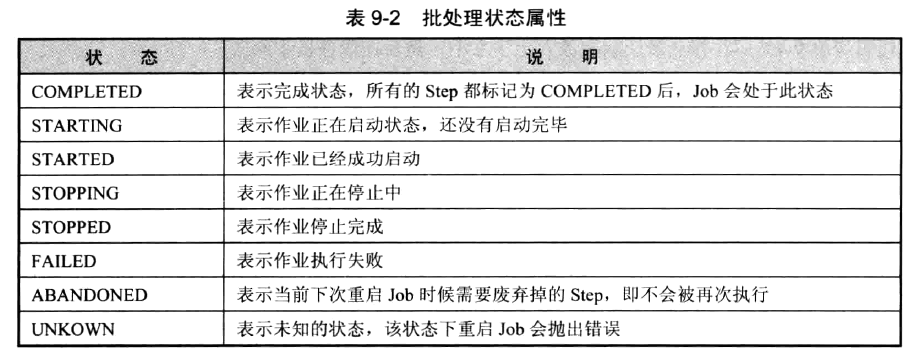 表 9-2 批处理状态属性
状 态 说 明
COMPLETED 表示完成状态，所有的 Step 都标记为 COMPLETED 后，Job 会处于此状态
STARTING 表示作业正在启动状态，还没有启动完毕
STARTED 表示作业已经成功启动
STOPPING 表示作业正在停止中
STOPPED 表示作业停止完成
FAILED 表示作业执行失败
ABANDONED 表示当前下次重启 Job 时候需要废弃掉的 Step，即不会被再次执行
UNKOWN 表示未知的状态，该状态下重启 Job 会抛出错误